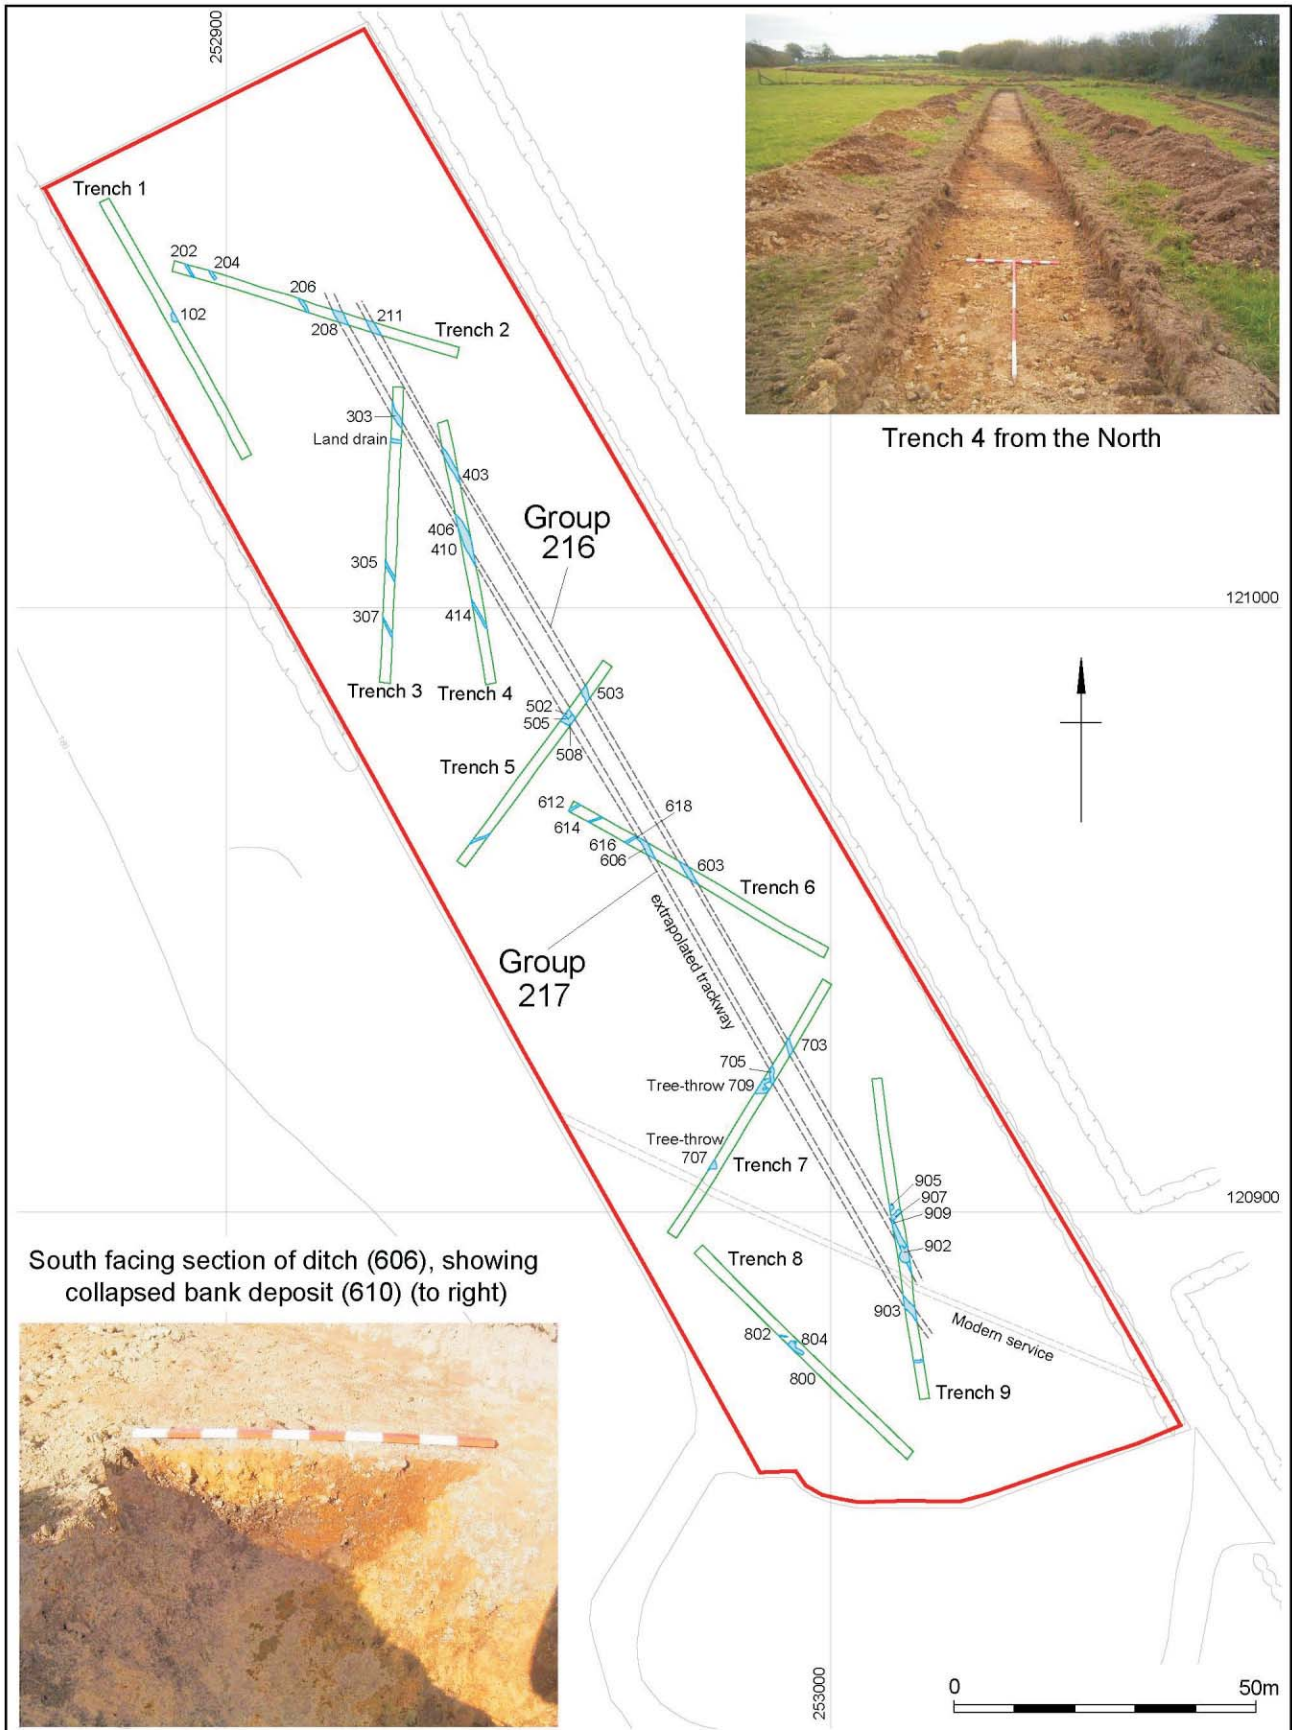 252900
Trench 1
202
204
206
102
208
211
Trench 2
Trench 4 from the North
303
Land drain
403
Group
216
406
410
305
121000
307
414
Trench 3
Trench 4
503
502
505
508
Trench 5
612
618
614
616
606
603
Trench 6
extrapolated trackway
Group
217
703
705
Tree-throw 709
Tree-throw
707
Trench 7
905
907
120900
909
902
South facing section of ditch (606), showing
collapsed bank deposit (610) (to right)
Trench 8
903
Modern service
802
804
800
Trench 9
253000
0
50m